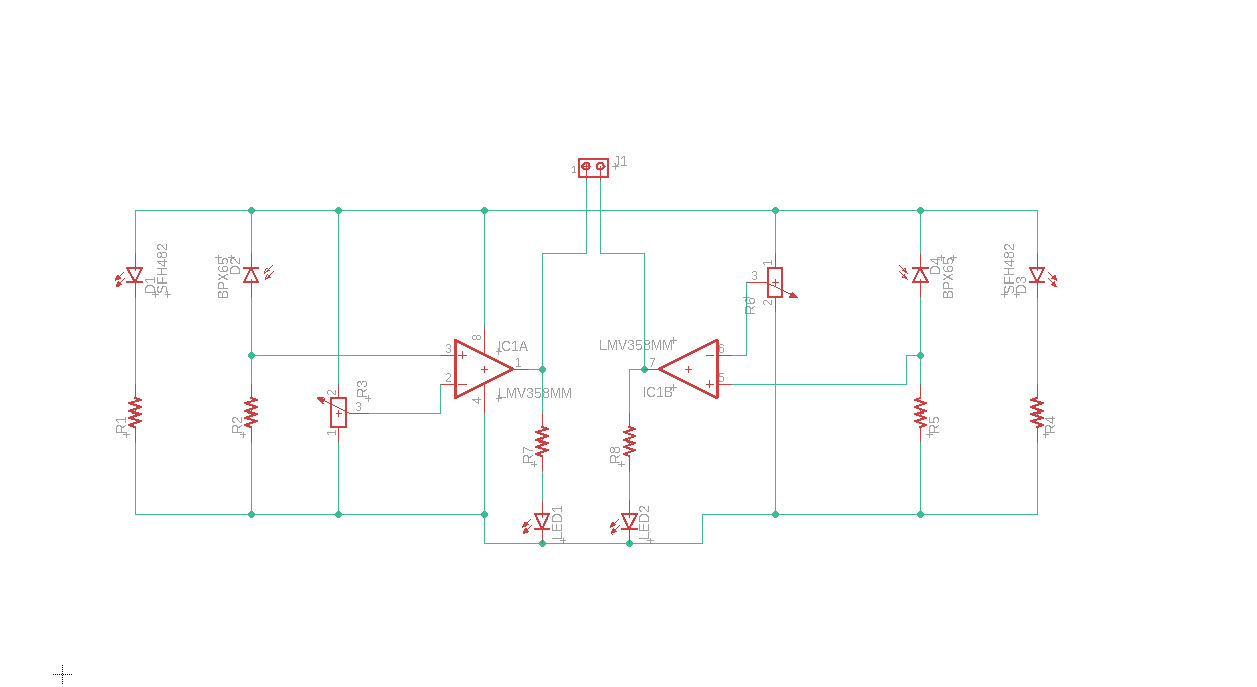 J1
1
D1
SFH482
BPX65
D2
D4
BPX65
SFH482
D3
1
3
2
R6
8
IC1A
3
1
2
4
LMV358MM
LMV358MM
6
7
5
IC1B
2
R3
3
1
R1
R2
R7
R8
R5
R4
LED1
LED2